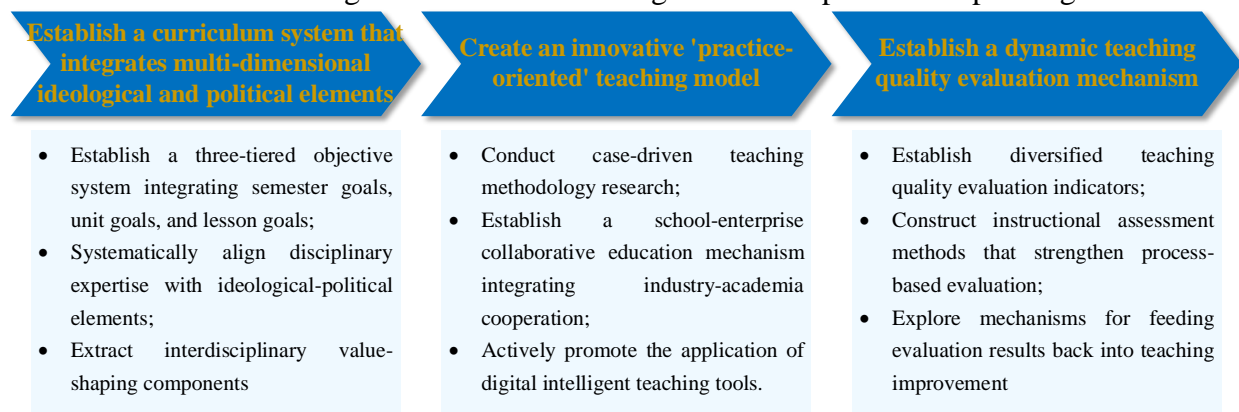 Establish a curriculum system that
integrates multi-dimensional
ideological and political elements
Create an innovative 'practice-
oriented' teaching model
Establish a dynamic teaching
quality evaluation mechanism
• Establish a three-tiered objective
system integrating semester goals,
unit goals, and lesson goals;
• Systematically align disciplinary
expertise with ideological-political
elements;
• Extract interdisciplinary value-
shaping components
• Conduct case-driven teaching
methodology research;
• Establish a school-enterprise
collaborative education mechanism
integrating industry-academia
cooperation;
• Actively promote the application of
digital intelligent teaching tools.
• Establish diversified teaching
quality evaluation indicators;
• Construct instructional assessment
methods that strengthen process-
based evaluation;
• Explore mechanisms for feeding
evaluation results back into teaching
improvement